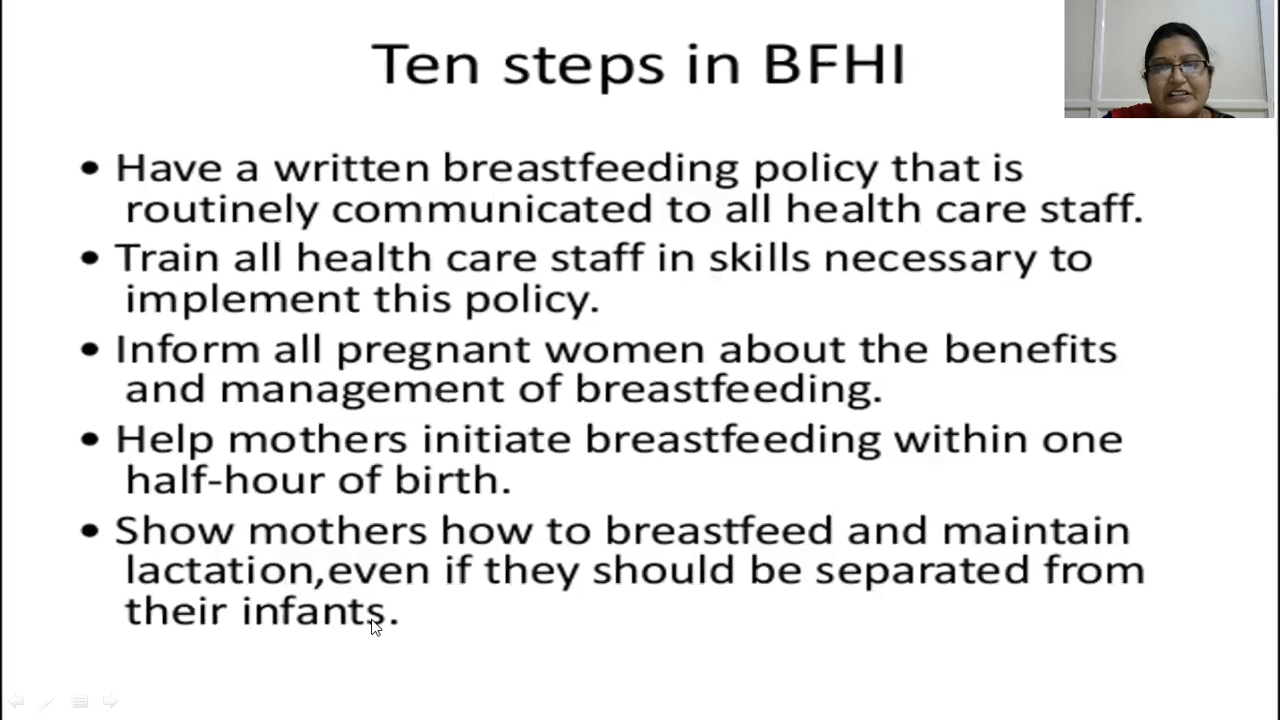 Ten steps in BFHI
• Have a written breastfeeding policy that is
routinely communicated to all health care staff.
• Train all health care staff in skills necessary to
implement this policy.
• Inform all pregnant women about the benefits
and management of breastfeeding.
• Help mothers initiate breastfeeding within one
half-hour of birth.
• Show mothers how to breastfeed and maintain
lactation,even if they should be separated from
their infants.